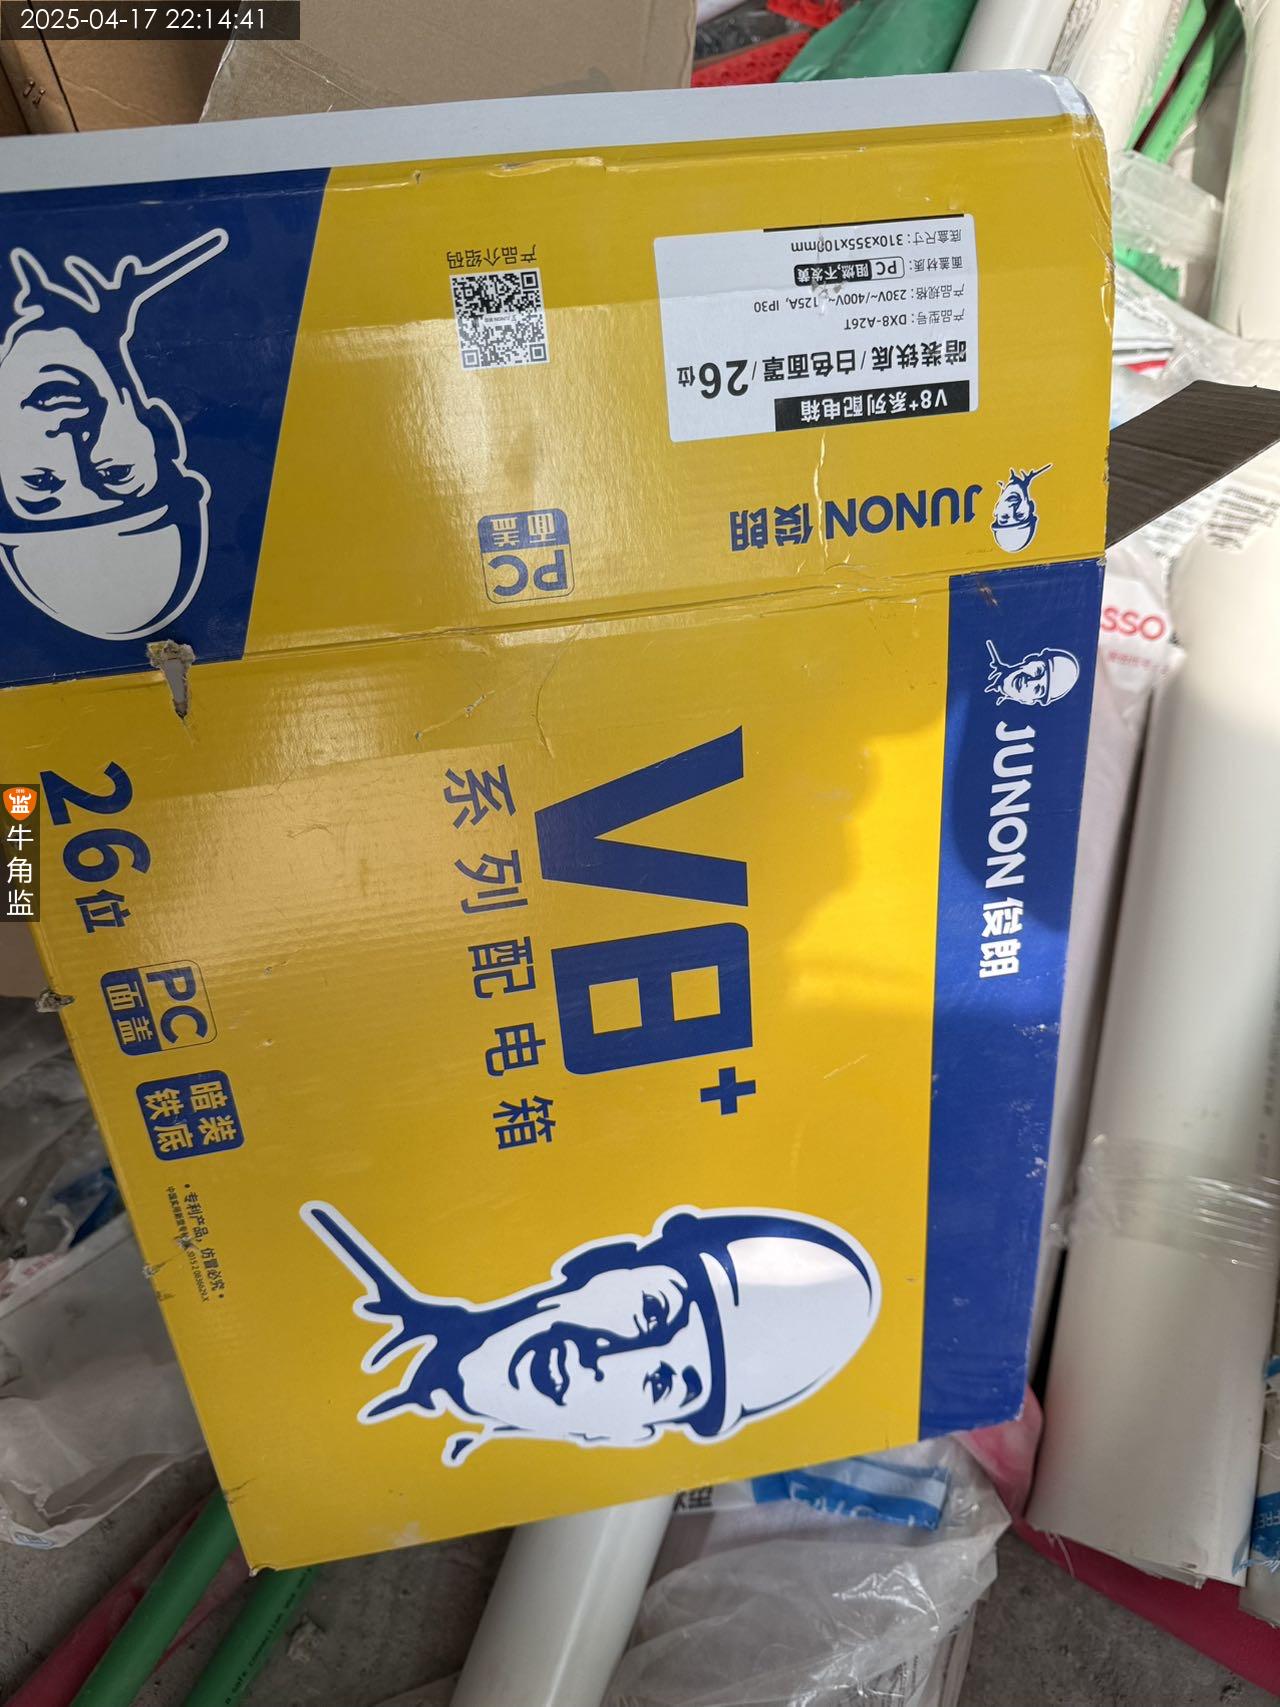 2025-04-17 22:14:41
牛角监
产品介绍码
V8+系列配电箱
暗装铁底/白色面罩/26位
产品型号：DX8-A26T
产品规格：230V~/400V~, 125A, IP30
面盖材质：PC 阻燃,不发黄
底盒尺寸：310x355x100mm
JUNON 俊朗
PC
面盖
JUNON 俊朗
V8+
系列配电箱
26位
PC
面盖
暗装
铁底
•专利产品，仿冒必究•
SSO